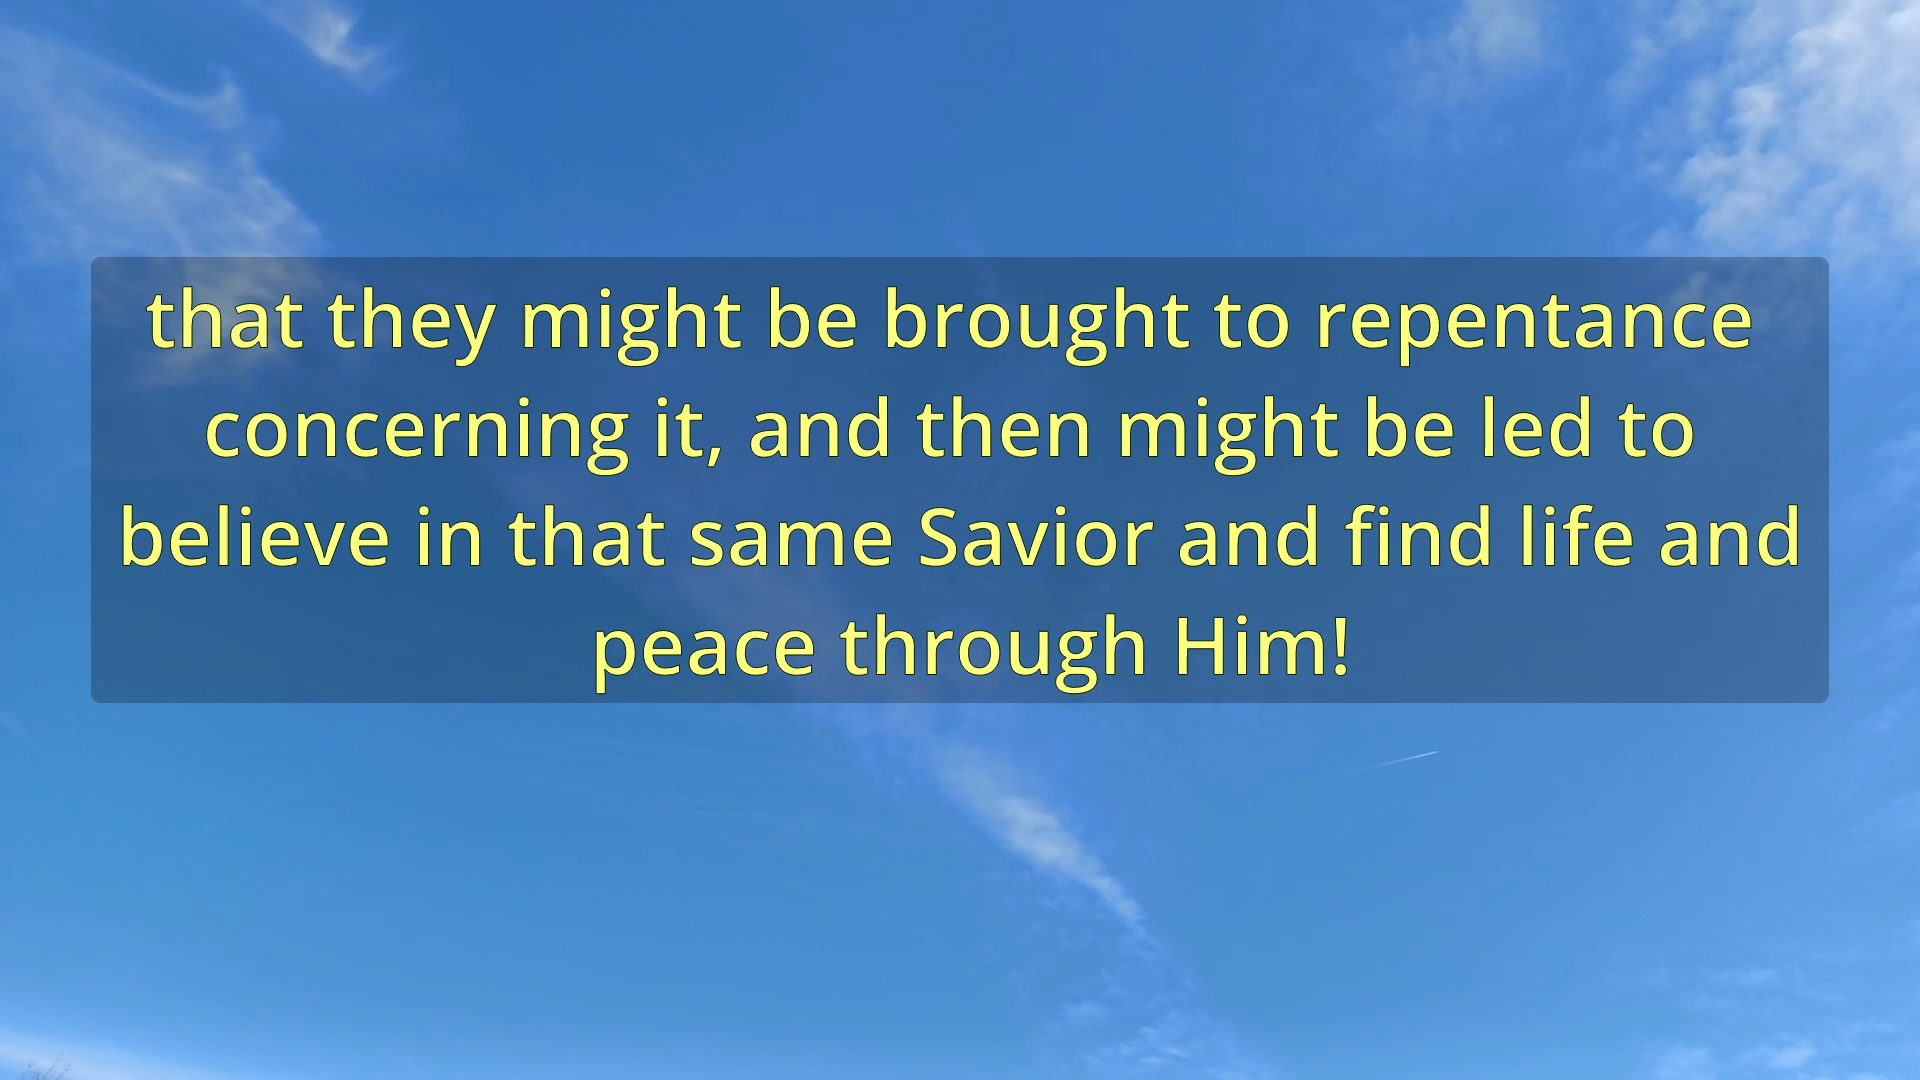 that they might be brought to repentance
concerning it, and then might be led to
believe in that same Savior and find life and
peace through Him!